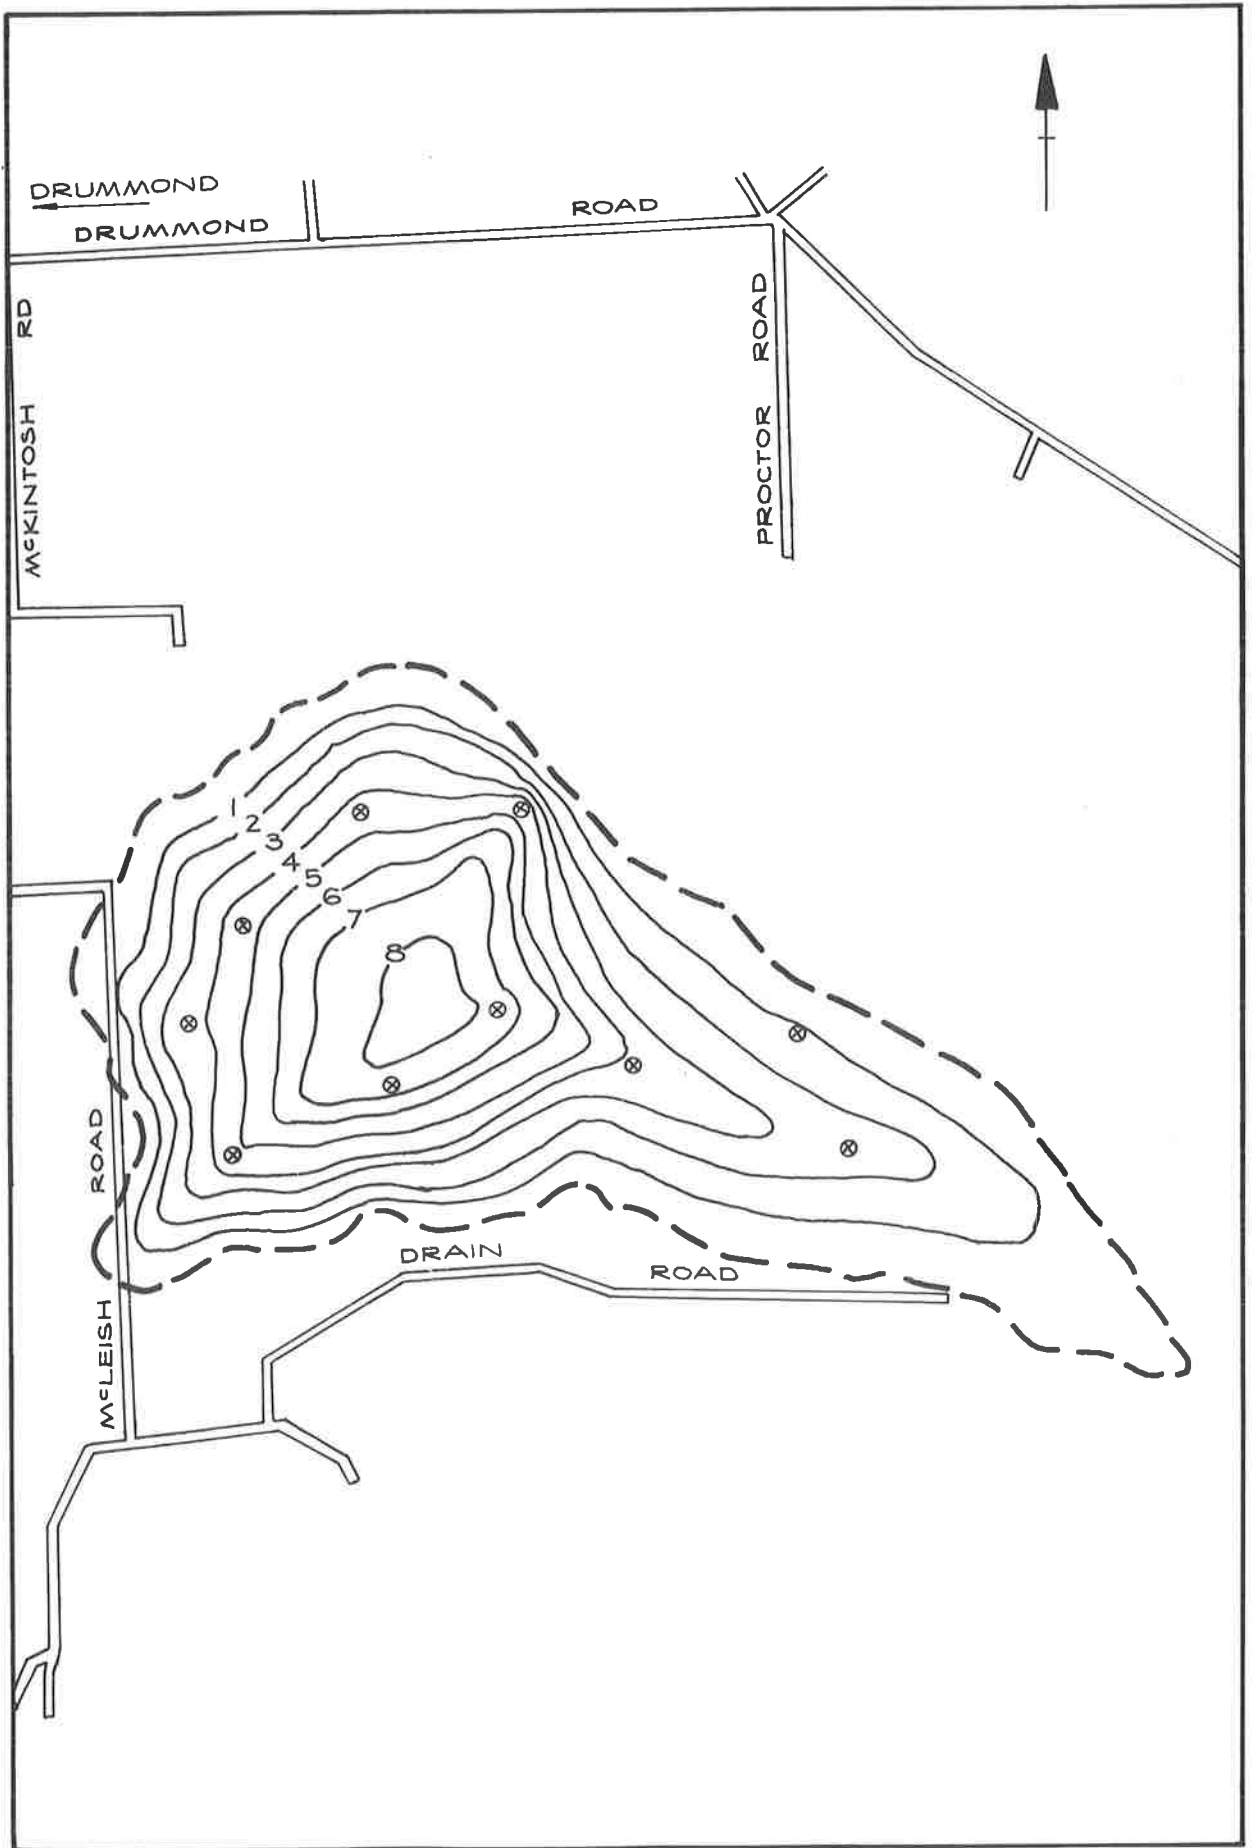 DRUMMOND
DRUMMOND ROAD
McKINTOSH RD
PROCTOR ROAD
1
2
3
4
5
6
7
8
DRAIN ROAD
McLEISH ROAD